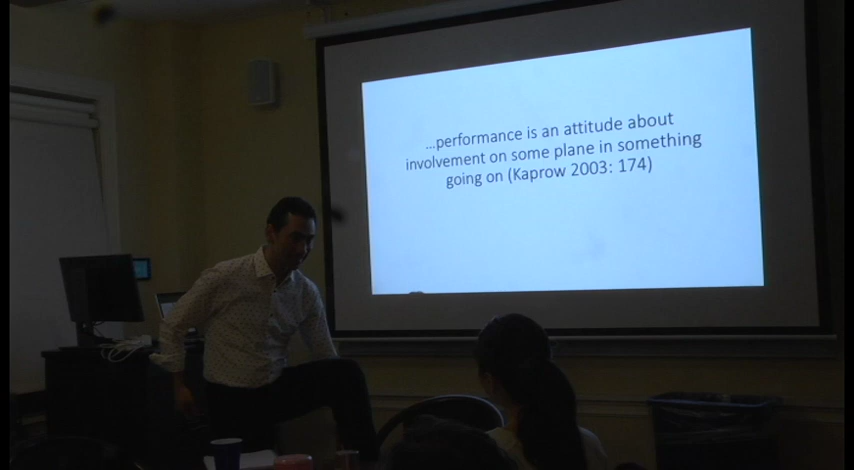 ...performance is an attitude about
involvement on some plane in something
going on (Kaprow 2003: 174)